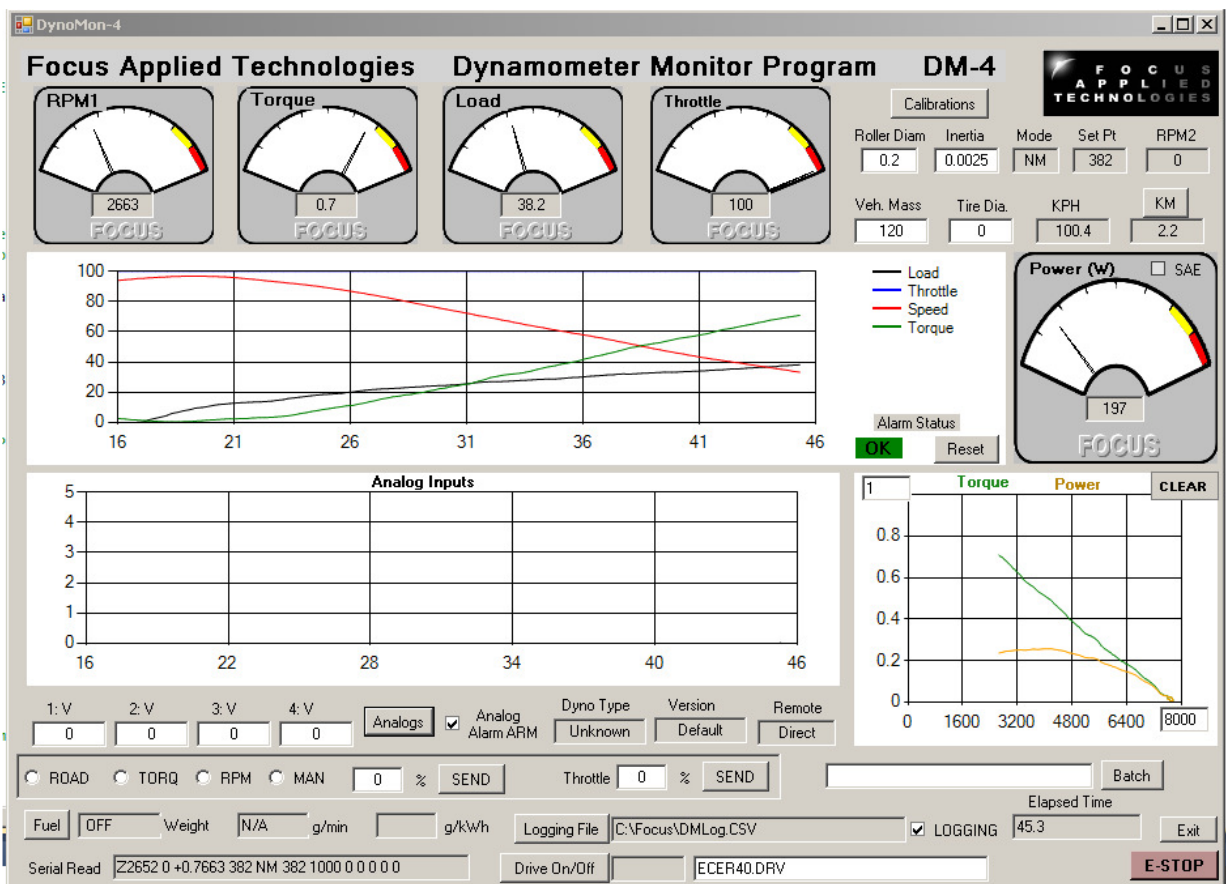 DynoMon-4
Focus Applied Technologies Dynamometer Monitor Program DM-4
FOCUS
APPLIED
TECHNOLOGIES
RPM1
2663
FOCUS
Torque
0.7
FOCUS
Load
38.2
FOCUS
Throttle
100
FOCUS
Calibrations
Roller Diam Inertia Mode Set Pt RPM2
0.2 0.0025 NM 382 0
Veh. Mass Tire Dia. KPH KM
120 0 100.4 2.2
100
80
60
40
20
0
16 21 26 31 36 41 46
Load
Throttle
Speed
Torque
Alarm Status
OK Reset
Power (W) SAE
197
FOCUS
Analog Inputs
5
4
3
2
1
0
16 22 28 34 40 46
1 Torque Power CLEAR
0.8
0.6
0.4
0.2
0
0 1600 3200 4800 6400 8000
1: V 2: V 3: V 4: V
0 0 0 0
Analogs
Analog
Alarm ARM
Dyno Type Version Remote
Unknown Default Direct
ROAD TORQ RPM MAN 0 % SEND
Throttle 0 % SEND
Batch
Fuel OFF Weight N/A g/min g/kWh
Logging File C:\Focus\DMLog.CSV LOGGING
Elapsed Time
45.3
Exit
Serial Read Z2652 0 +0.7663 382 NM 382 1000 0 0 0 0 0
Drive On/Off ECER40.DRV
E-STOP